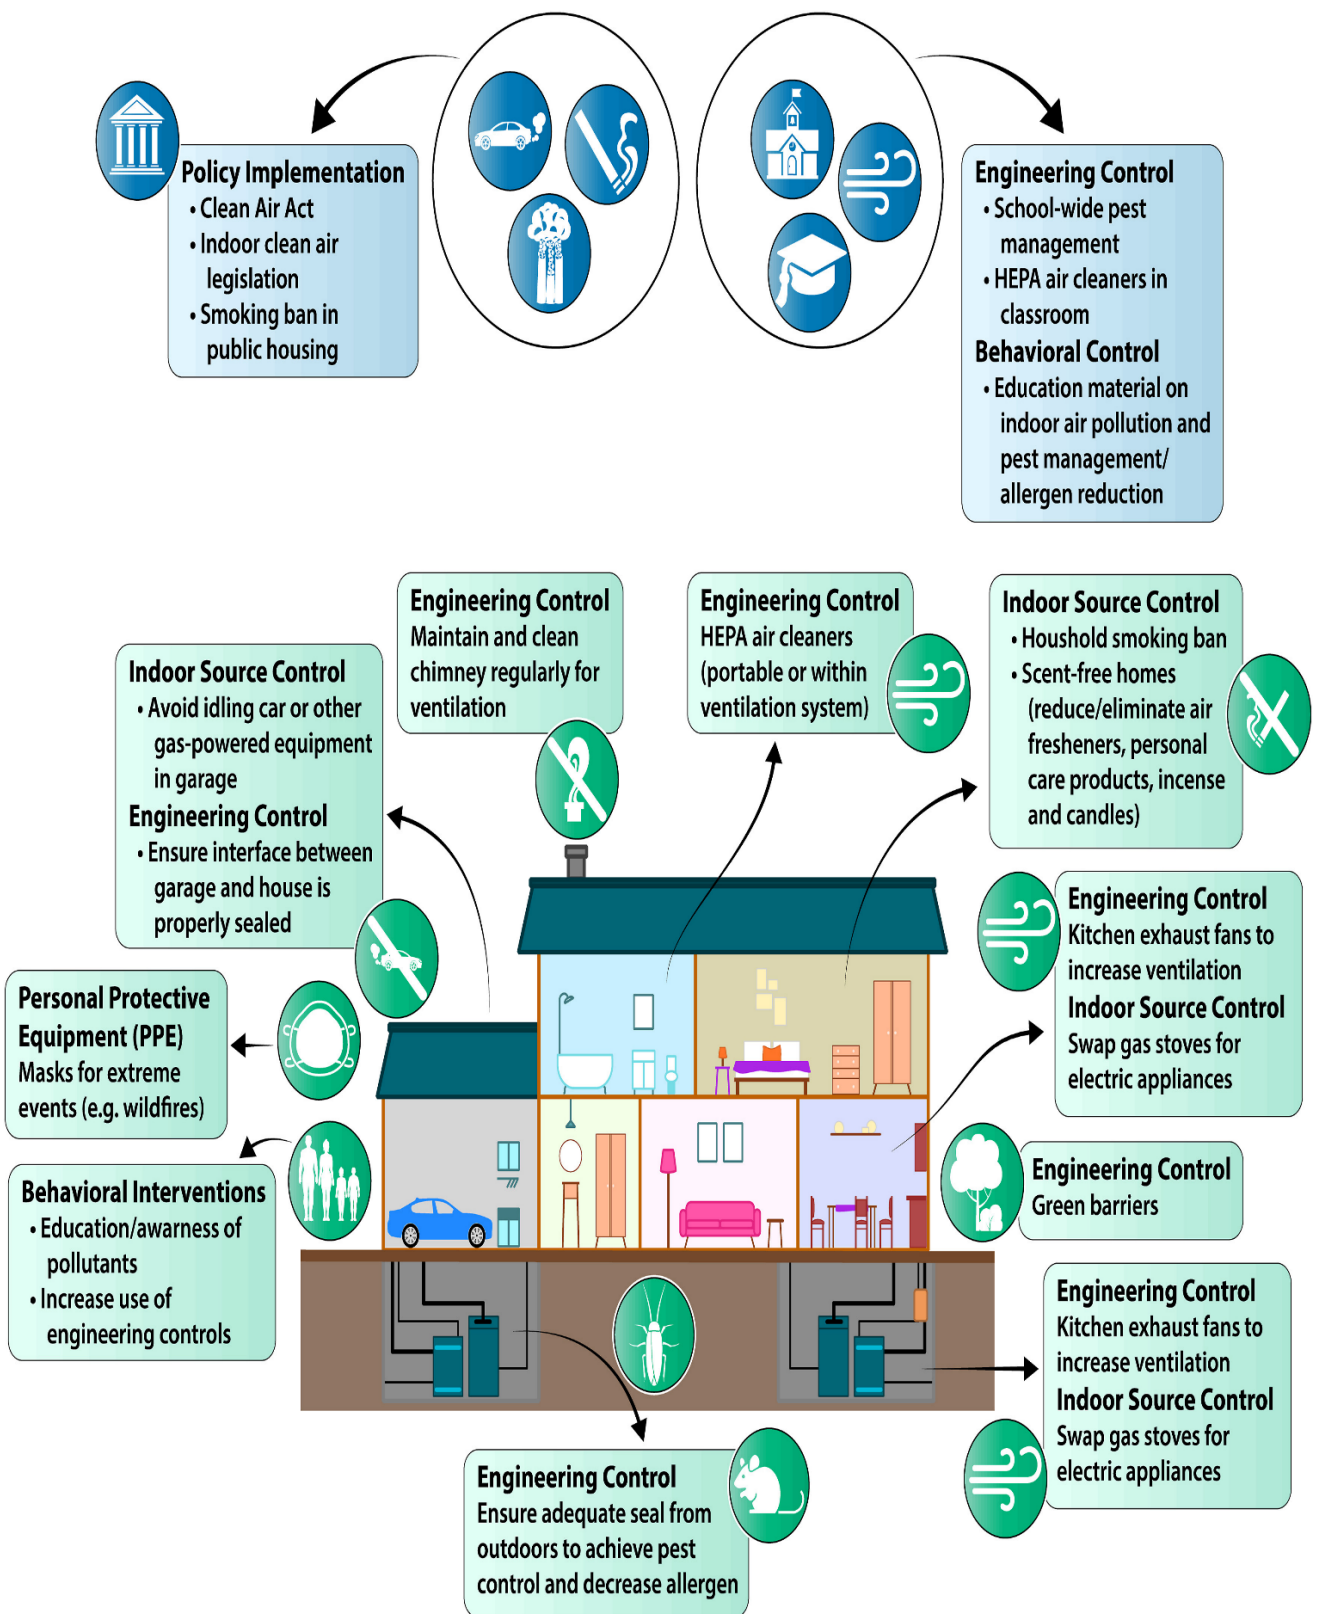 Policy Implementation
• Clean Air Act
• Indoor clean air
legislation
• Smoking ban in
public housing
Engineering Control
• School-wide pest
management
• HEPA air cleaners in
classroom
Behavioral Control
• Education material on
indoor air pollution and
pest management/
allergen reduction
Engineering Control
Maintain and clean
chimney regularly for
ventilation
Engineering Control
HEPA air cleaners
(portable or within
ventilation system)
Indoor Source Control
• Houshold smoking ban
• Scent-free homes
(reduce/eliminate air
fresheners, personal
care products, incense
and candles)
Indoor Source Control
• Avoid idling car or other
gas-powered equipment
in garage
Engineering Control
• Ensure interface between
garage and house is
properly sealed
Engineering Control
Kitchen exhaust fans to
increase ventilation
Indoor Source Control
Swap gas stoves for
electric appliances
Personal Protective
Equipment (PPE)
Masks for extreme
events (e.g. wildfires)
Engineering Control
Green barriers
Behavioral Interventions
• Education/awarness of
pollutants
• Increase use of
engineering controls
Engineering Control
Kitchen exhaust fans to
increase ventilation
Indoor Source Control
Swap gas stoves for
electric appliances
Engineering Control
Ensure adequate seal from
outdoors to achieve pest
control and decrease allergen